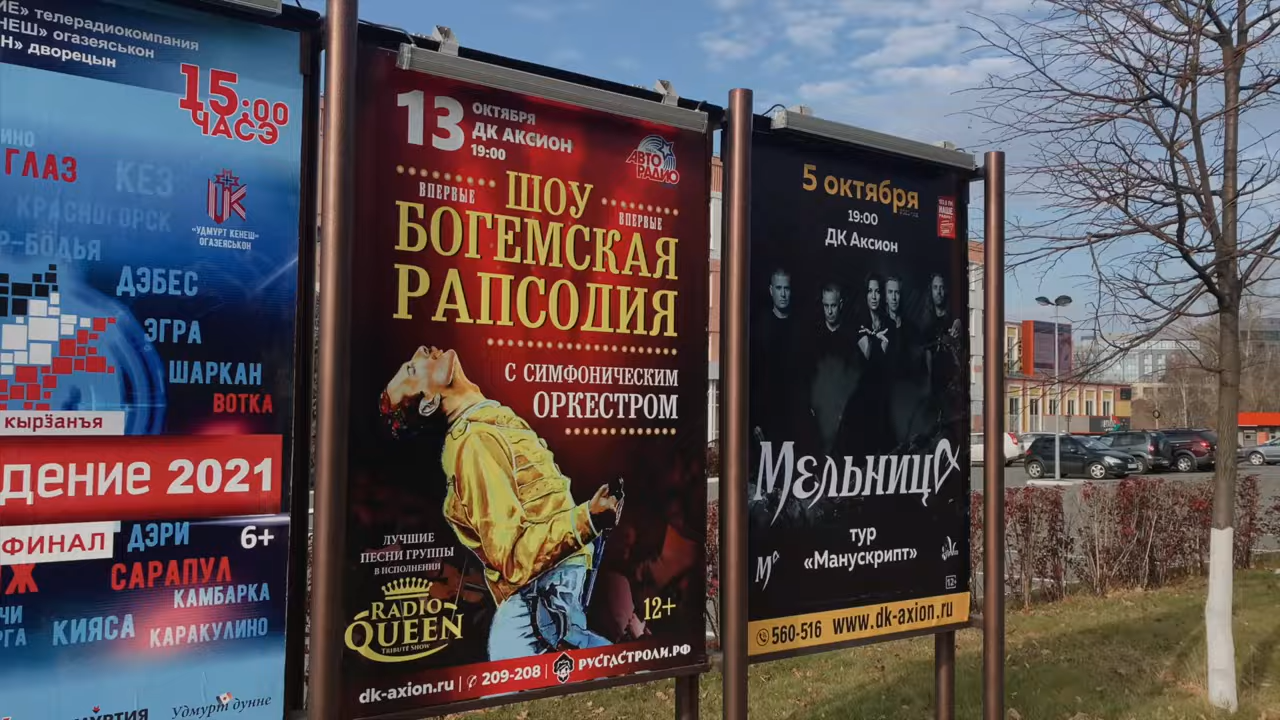 ИЕ» телерадиокомпания
НЕШ» огазеяськон
Н» дворецын
15:00
ЧАСЭ
ИНО
ГЛАЗ
КЕЗ
КРАСНОГОРСК
Р-БӦДЬЯ
"УДМУРТ КЕНЕШ"
ОГАЗЕЯСЬКОН
ДЭБЕС
ЭГРА
ШАРКАН
ВОТКА
кырӟанъя
дение 2021
ФИНАЛ
ДЭРИ
6+
Ж
САРАПУЛ
КАМБАРКА
ЧИ
РГА
КИЯСА
КАРАКУЛИНО
Удмурт дунне
13
ОКТЯБРЯ
ДК АКСИОН
19:00
АВТО
РАДИО
ВПЕРВЫЕ
ШОУ
ВПЕРВЫЕ
БОГЕМСКАЯ
РАПСОДИЯ
С СИМФОНИЧЕСКИМ
ОРКЕСТРОМ
ЛУЧШИЕ
ПЕСНИ ГРУППЫ
В ИСПОЛНЕНИИ
RADIO
QUEEN
TRIBUTE SHOW
12+
dk-axion.ru | 209-208 | РУСГАСТРОЛИ.РФ
5 октября
19:00
ДК Аксион
МЕЛЬНИЦА
тур
«Манускрипт»
12+
560-516 www.dk-axion.ru